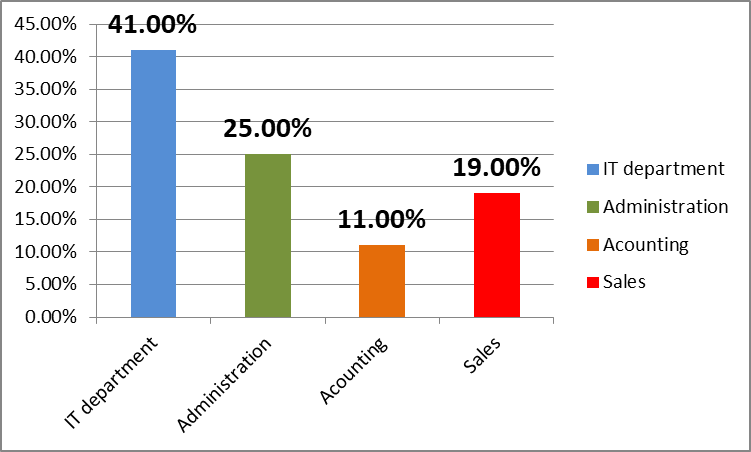 45.00%
40.00%
35.00%
30.00%
25.00%
20.00%
15.00%
10.00%
5.00%
0.00%
41.00%
25.00%
11.00%
19.00%
IT department
Administration
Acounting
Sales
IT department
Administration
Acounting
Sales